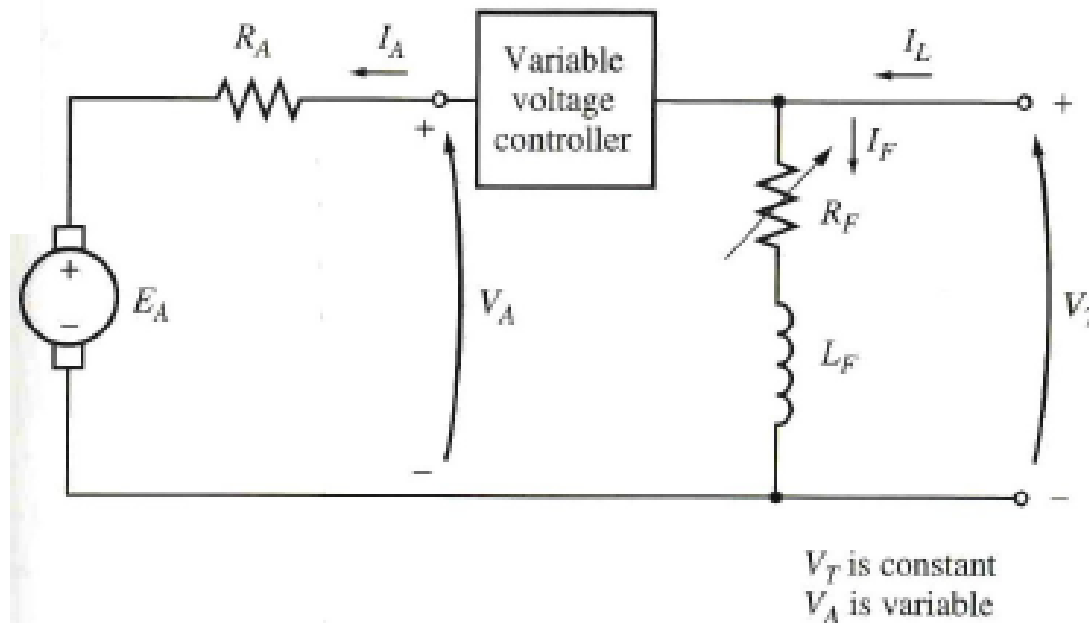 R_A
I_A
Variable
voltage
controller
I_L
+
+
I_F
R_F
+
E_A
V_A
–
L_F
–
–
V_T is constant
V_A is variable